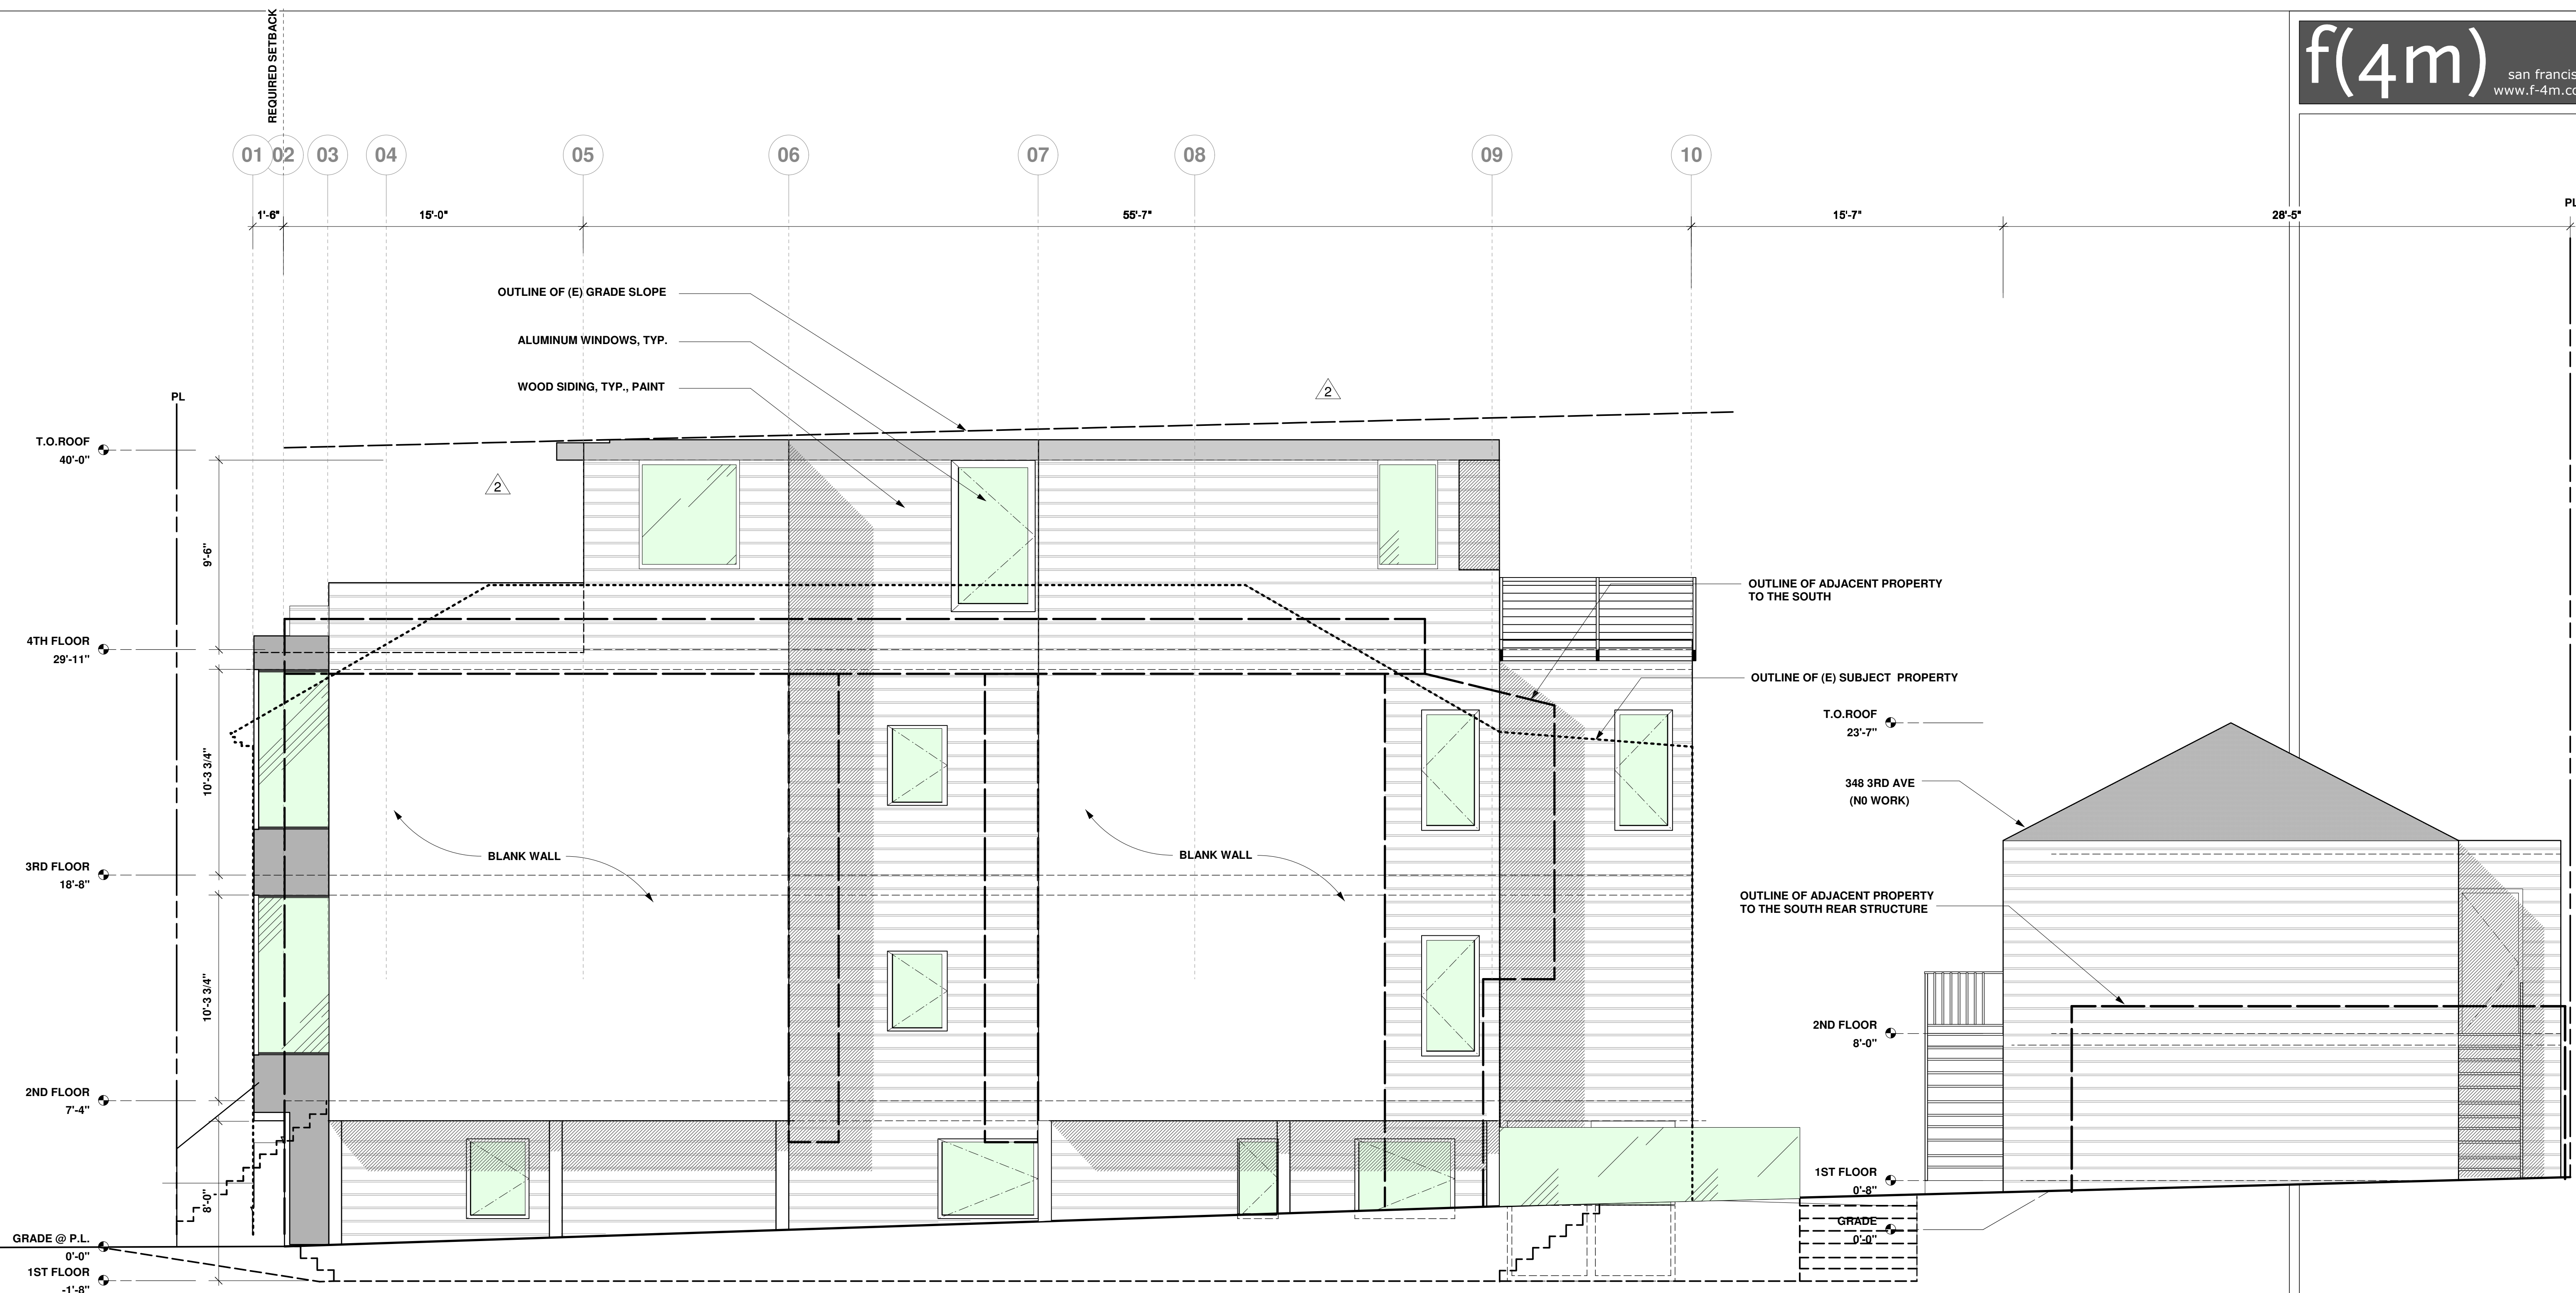 REQUIRED SETBACK
f(4m)
san francis
www.f-4m.co
01 02 03 04 05 06 07 08 09 10
PL
1'-6" 15'-0" 55'-7" 15'-7" 28'-5"
OUTLINE OF (E) GRADE SLOPE
ALUMINUM WINDOWS, TYP.
WOOD SIDING, TYP., PAINT
2
PL
T.O.ROOF
40'-0"
2
9'-6"
OUTLINE OF ADJACENT PROPERTY
TO THE SOUTH
4TH FLOOR
29'-11"
OUTLINE OF (E) SUBJECT PROPERTY
T.O.ROOF
23'-7"
10'-3 3/4"
348 3RD AVE
(N0 WORK)
BLANK WALL
BLANK WALL
3RD FLOOR
18'-8"
OUTLINE OF ADJACENT PROPERTY
TO THE SOUTH REAR STRUCTURE
10'-3 3/4"
2ND FLOOR
8'-0"
2ND FLOOR
7'-4"
1ST FLOOR
0'-8"
8'-0"
GRADE
0'-0"
GRADE @ P.L.
0'-0"
1ST FLOOR
-1'-8"